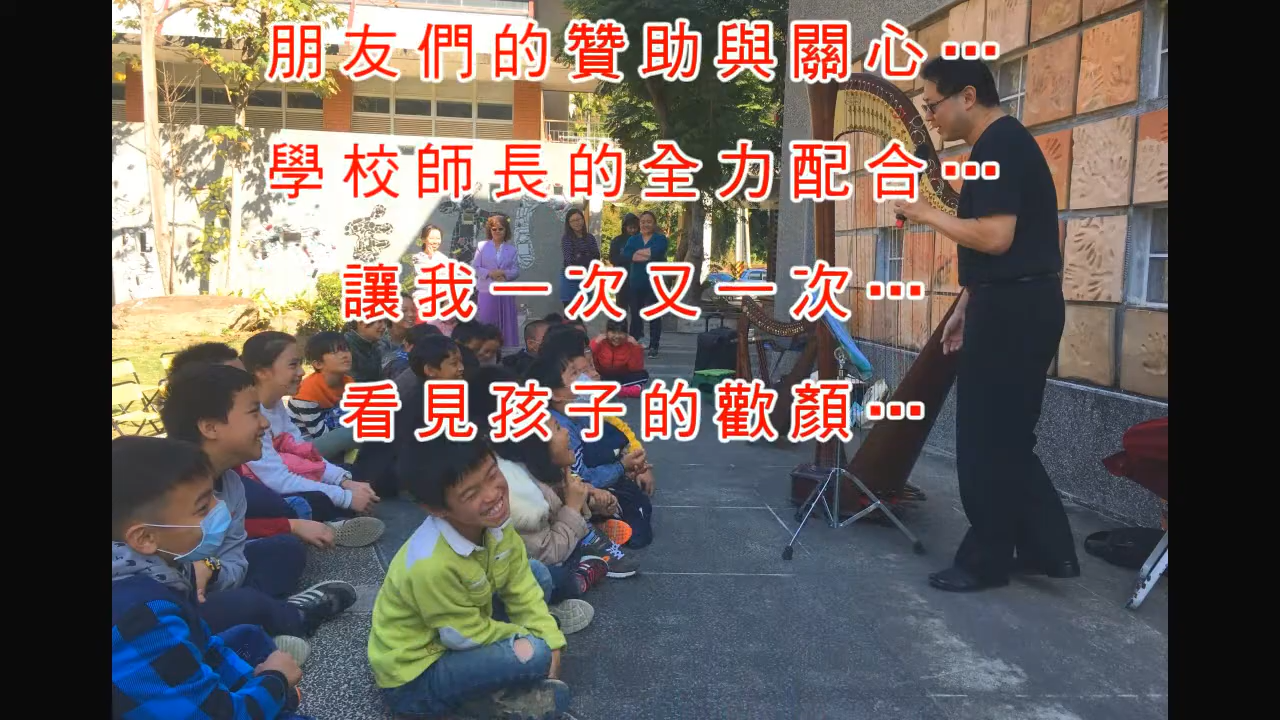 朋友們的贊助與關心…
學校師長的全力配合…
讓我一次又一次…
看見孩子的歡顏…